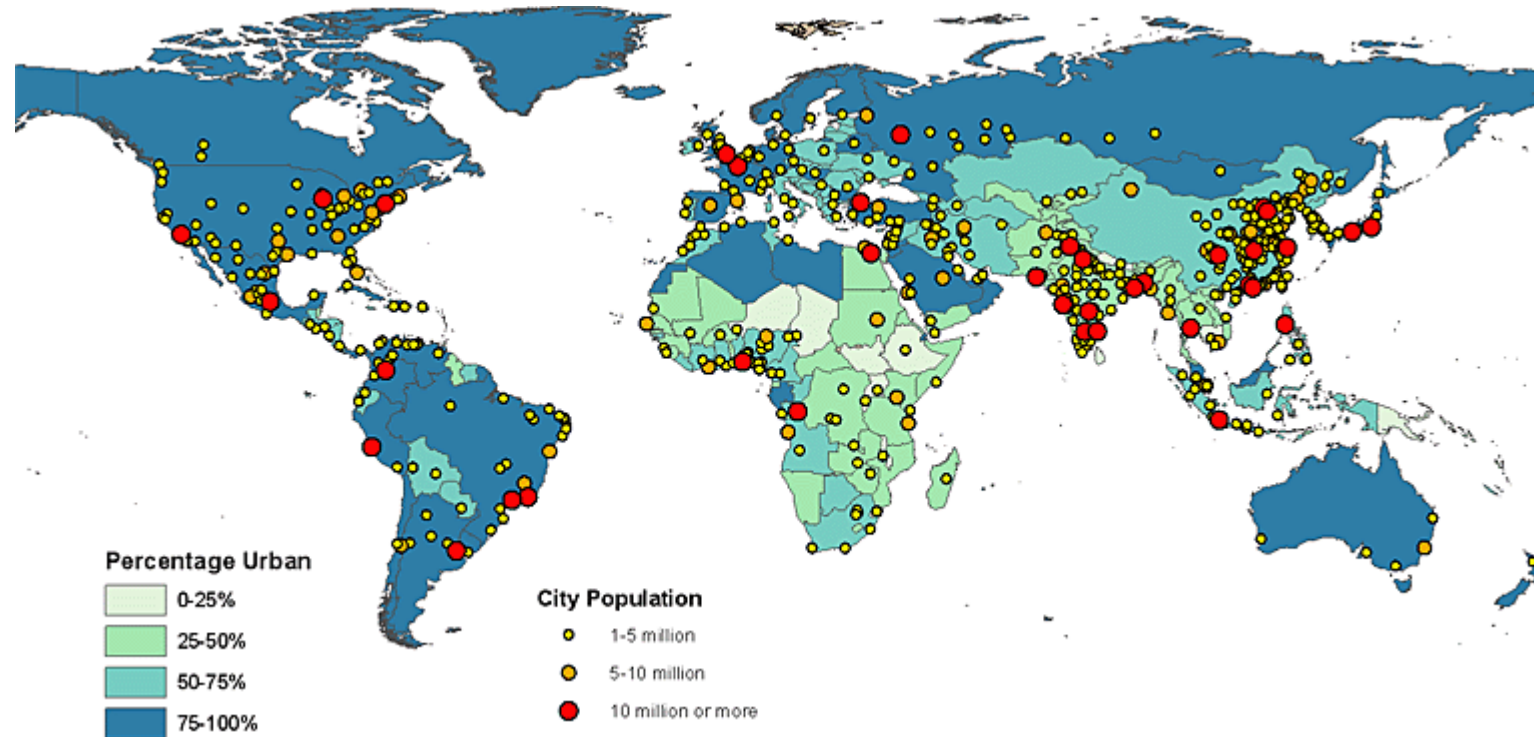 Percentage Urban
0-25%
25-50%
50-75%
75-100%
City Population
1-5 million
5-10 million
10 million or more